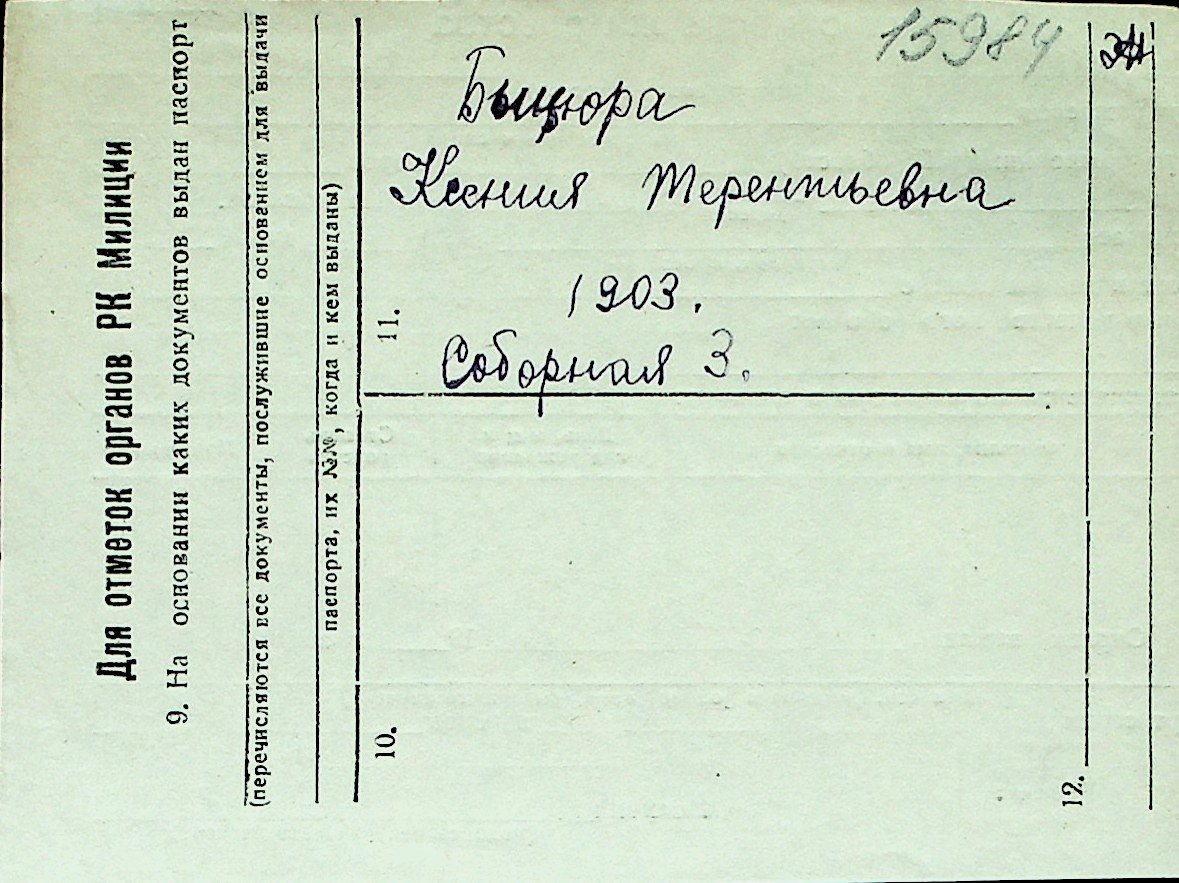 15984
Быцюра
Ксения Терентьевна
1903.
Соборная 3.
Для отметок органов РК Милиции
9. На основании каких документов выдан паспорт
(перечисляются все документы, послужившие основанием для выдачи
паспорта, их №№, когда и кем выданы)
10.
11.
12.